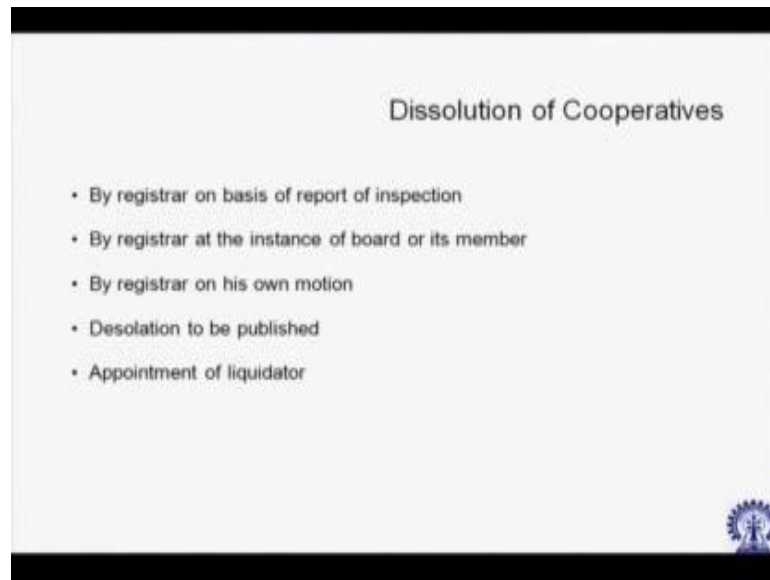 Dissolution of Cooperatives
• By registrar on basis of report of inspection
• By registrar at the instance of board or its member
• By registrar on his own motion
• Desolation to be published
• Appointment of liquidator